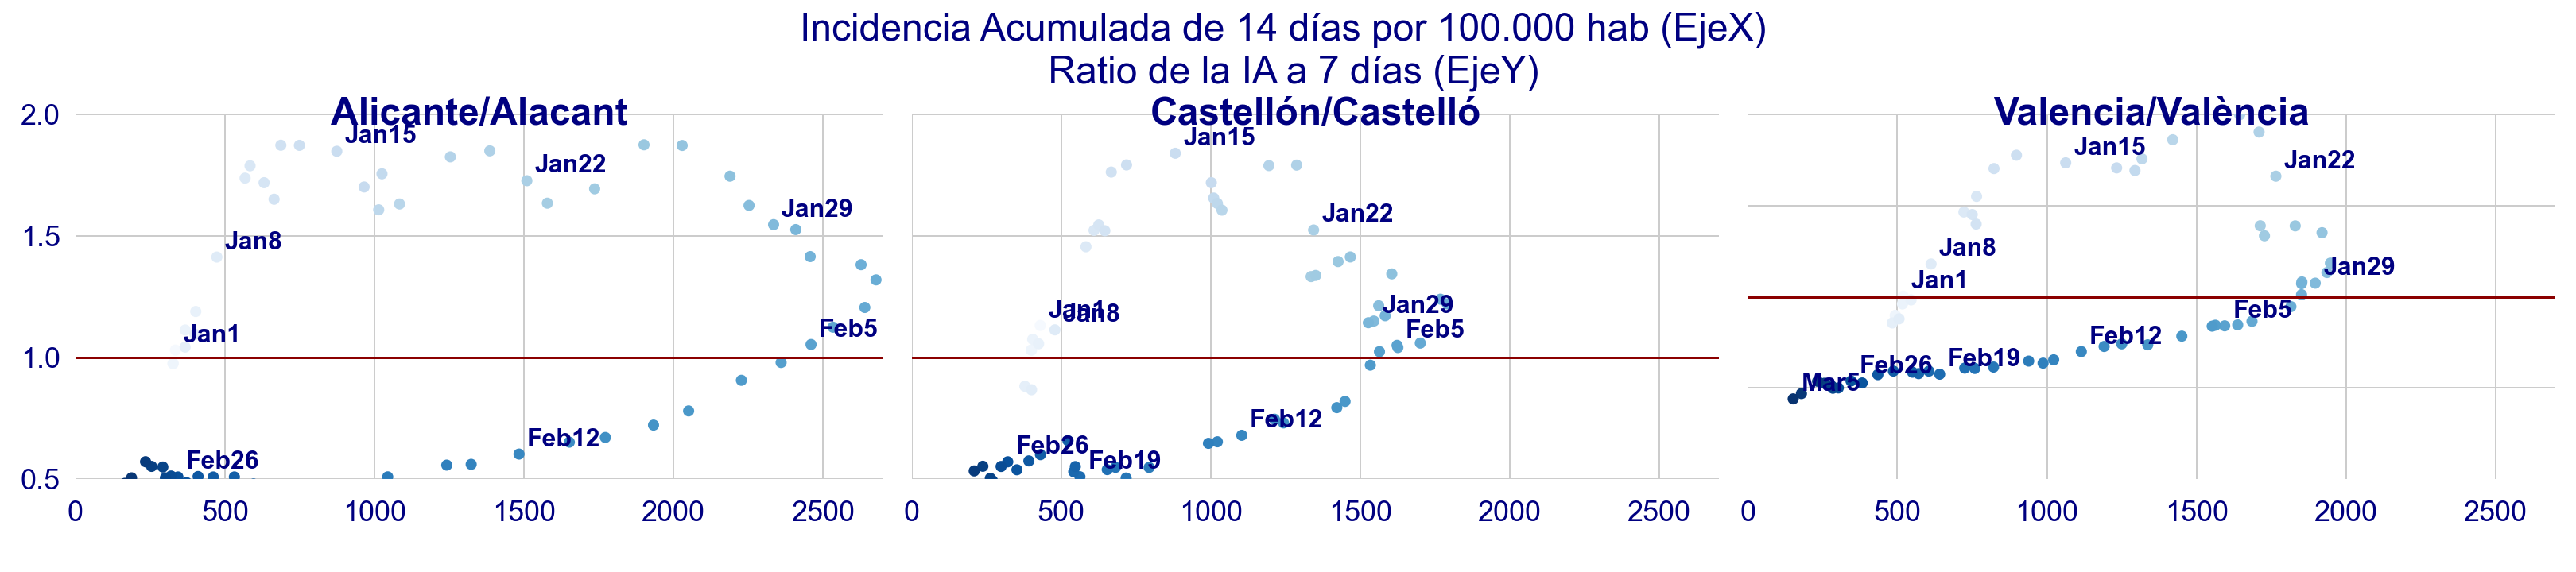 Incidencia Acumulada de 14 días por 100.000 hab (EjeX)
Ratio de la IA a 7 días (EjeY)
Alicante/Alacant
2.0
1.5
1.0
0.5
Jan15
Jan22
Jan29
Jan8
Jan1
Feb5
Feb12
Feb26
0 500 1000 1500 2000 2500
Castellón/Castelló
Jan15
Jan22
Jan1
Jan8
Jan29
Feb5
Feb12
Feb26
Feb19
0 500 1000 1500 2000 2500
Valencia/València
Jan15
Jan22
Jan8
Jan29
Jan1
Feb5
Feb12
Feb19
Feb26
Mar5
0 500 1000 1500 2000 2500